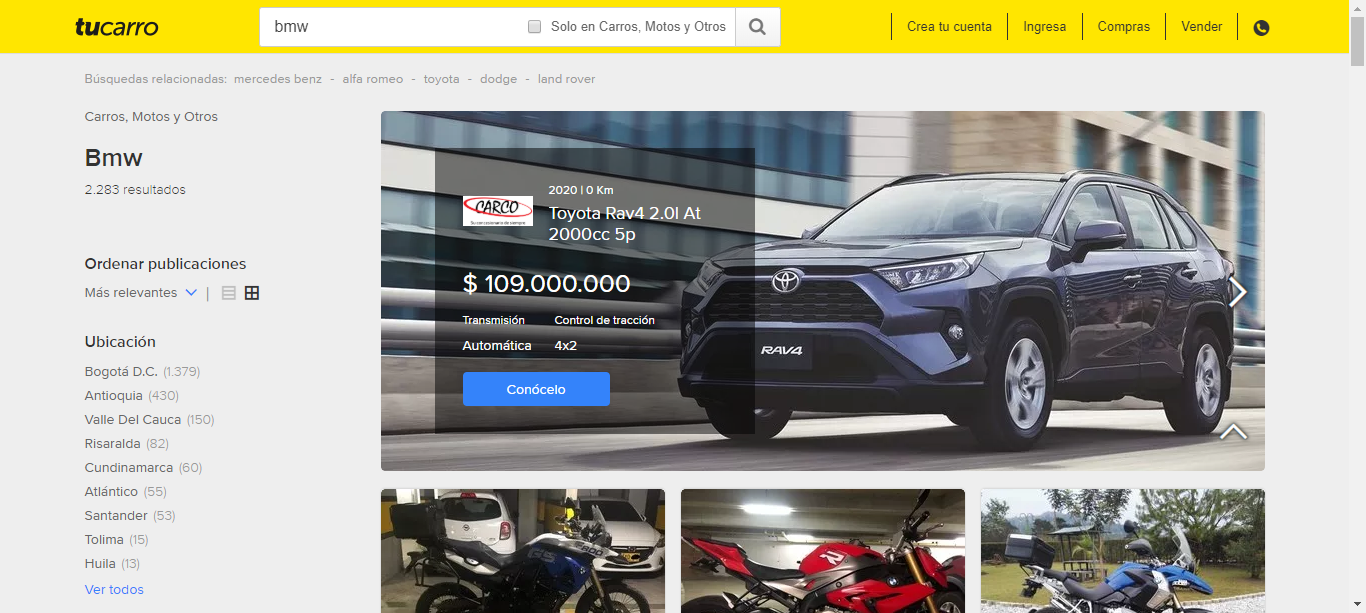 tucarro
bmw
Solo en Carros, Motos y Otros
Crea tu cuenta
Ingresa
Compras
Vender
Búsquedas relacionadas: mercedes benz - alfa romeo - toyota - dodge - land rover
Carros, Motos y Otros
Bmw
2.283 resultados
Ordenar publicaciones
Más relevantes
Ubicación
Bogotá D.C. (1.379)
Antioquia (430)
Valle Del Cauca (150)
Risaralda (82)
Cundinamarca (60)
Atlántico (55)
Santander (53)
Tolima (15)
Huila (13)
Ver todos
CARCO
2020 | 0 Km
Toyota Rav4 2.0l At
2000cc 5p
$ 109.000.000
Transmisión Control de tracción
Automática 4x2
Conócelo
RAV4
GS 800